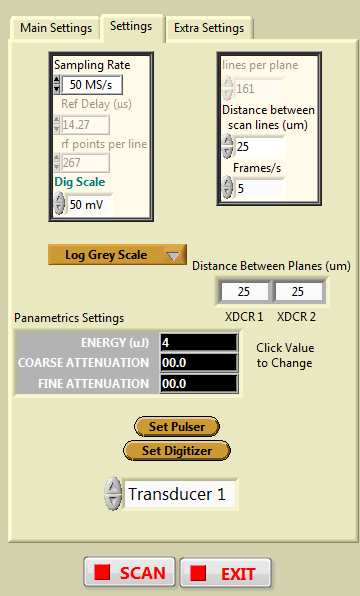 Main Settings
Settings
Extra Settings
Sampling Rate
50 MS/s
Ref Delay (us)
14.27
rf points per line
267
Dig Scale
50 mV
lines per plane
161
Distance between
scan lines (um)
25
Frames/s
5
Log Grey Scale
Distance Between Planes (um)
25
25
XDCR 1
XDCR 2
Panametrics Settings
ENERGY (uJ)
4
COARSE ATTENUATION
00.0
FINE ATTENUATION
00.0
Click Value
to Change
Set Pulser
Set Digitizer
Transducer 1
SCAN
EXIT